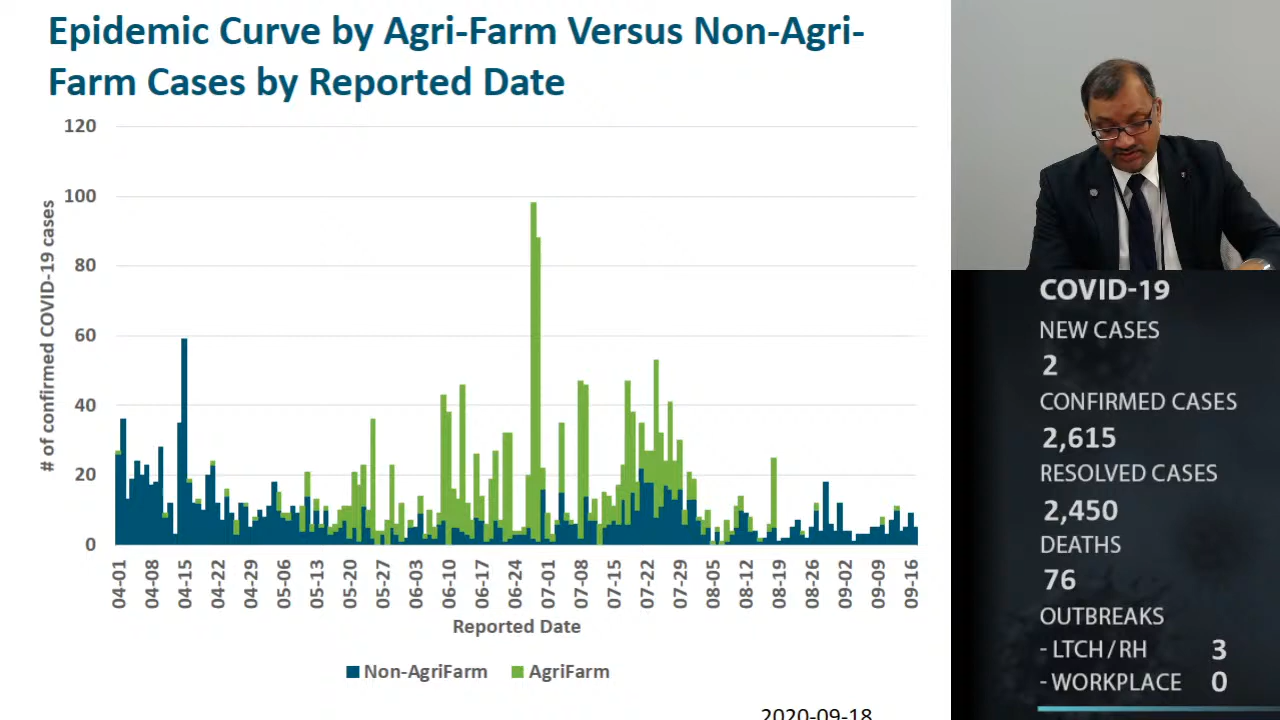 Epidemic Curve by Agri-Farm Versus Non-Agri-
Farm Cases by Reported Date
120
100
80
60
40
20
0
# of confirmed COVID-19 cases
04-01
04-08
04-15
04-22
04-29
05-06
05-13
05-20
05-27
06-03
06-10
06-17
06-24
07-01
07-08
07-15
07-22
07-29
08-05
08-12
08-19
08-26
09-02
09-09
09-16
Reported Date
Non-AgriFarm AgriFarm
2020-09-18
COVID-19
NEW CASES
2
CONFIRMED CASES
2,615
RESOLVED CASES
2,450
DEATHS
76
OUTBREAKS
- LTCH / RH 3
- WORKPLACE 0